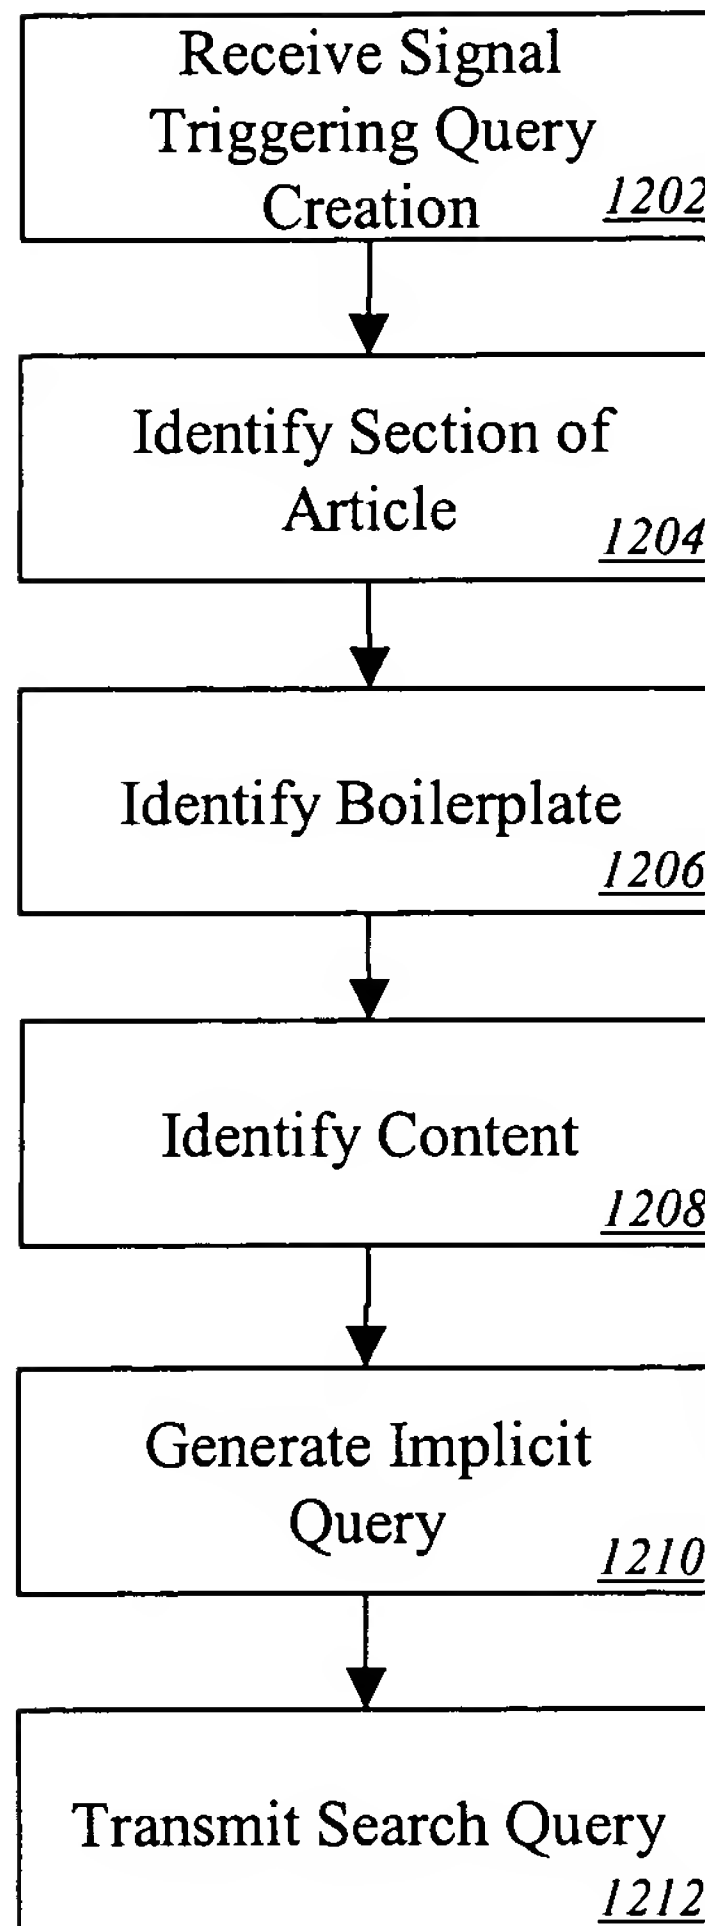 Receive Signal
Triggering Query
Creation
1202
Identify Section of
Article
1204
Identify Boilerplate
1206
Identify Content
1208
Generate Implicit
Query
1210
Transmit Search Query
1212